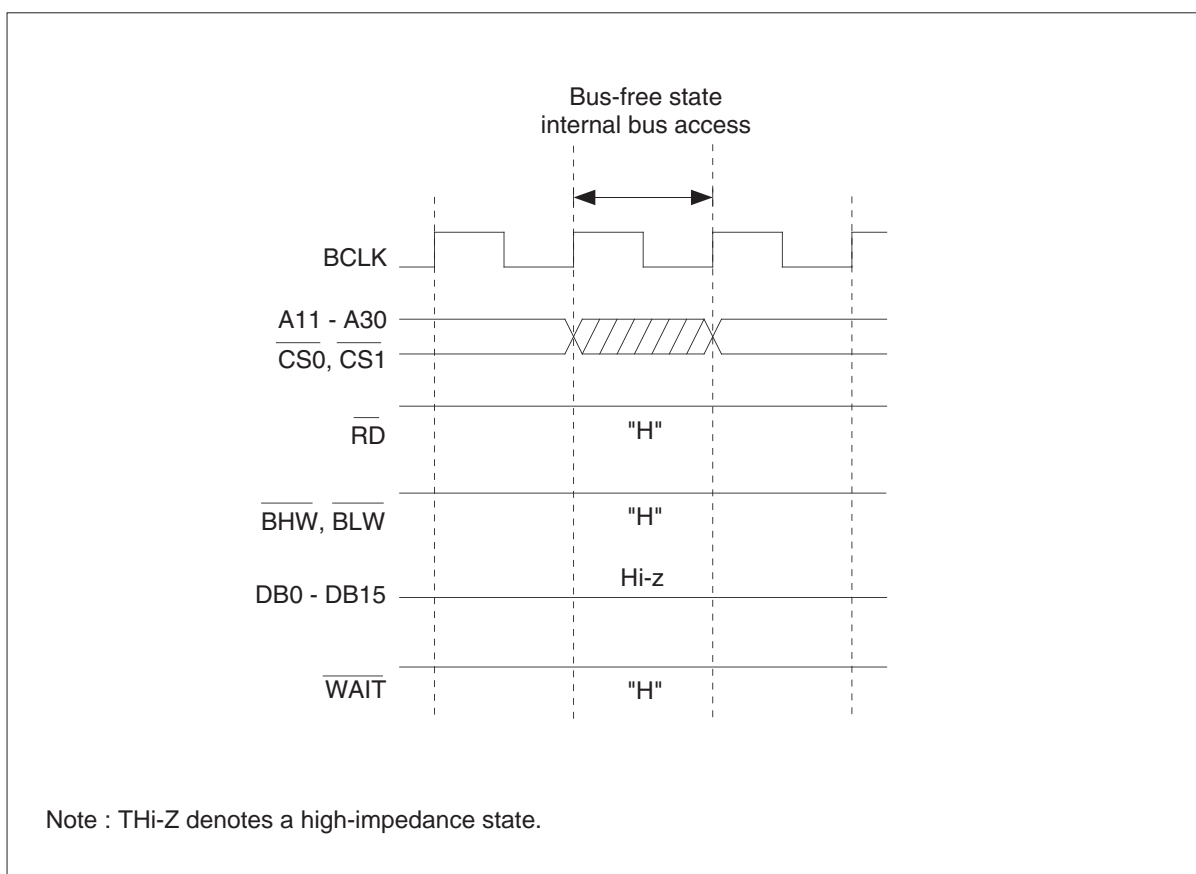 Bus-free state
internal bus access
BCLK
A11 - A30
CS0, CS1
RD
"H"
BHW, BLW
"H"
Hi-z
DB0 - DB15
WAIT
"H"
Note : THi-Z denotes a high-impedance state.